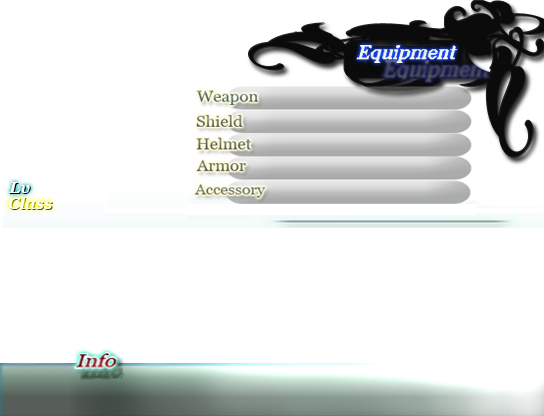 Equipment
Weapon
Shield
Helmet
Armor
Accessory
Lv
Class
Info